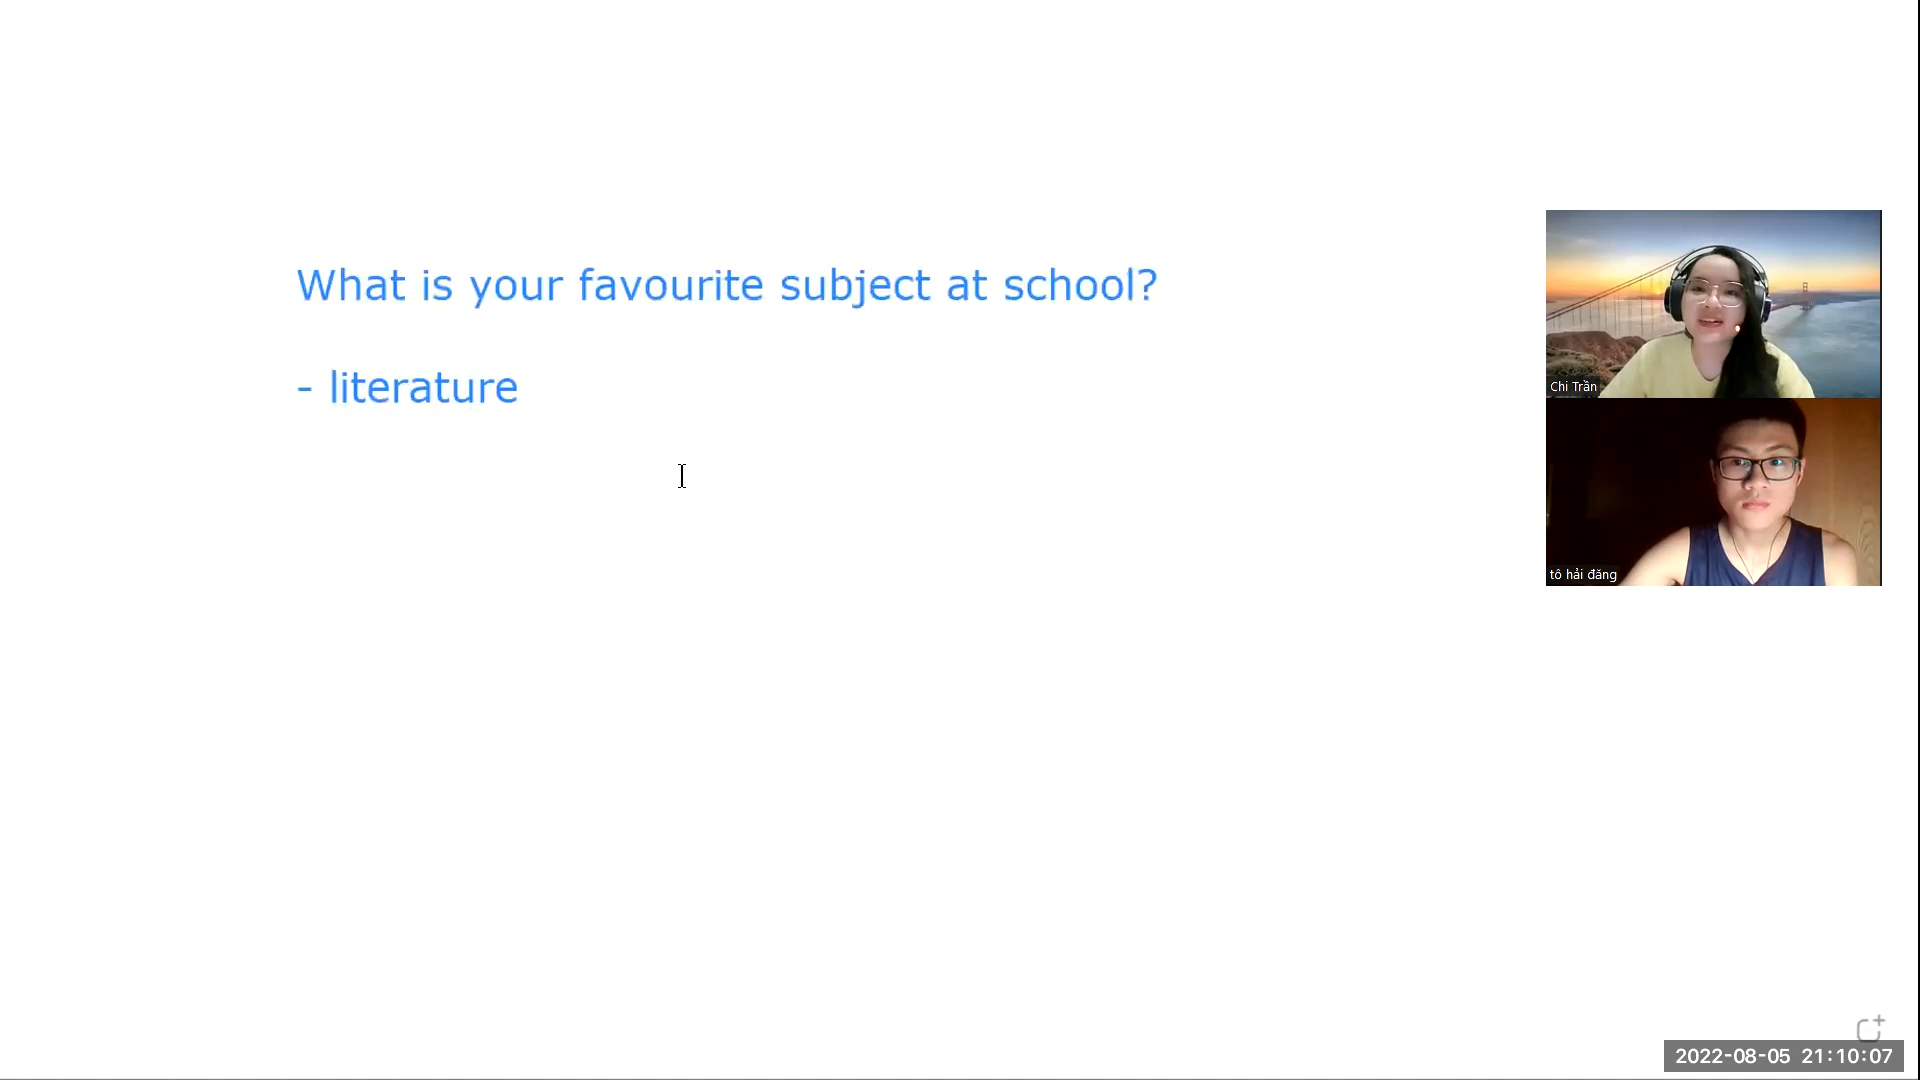 What is your favourite subject at school?
- literature
Chi Trần
tô hải đăng
2022-08-05 21:10:07